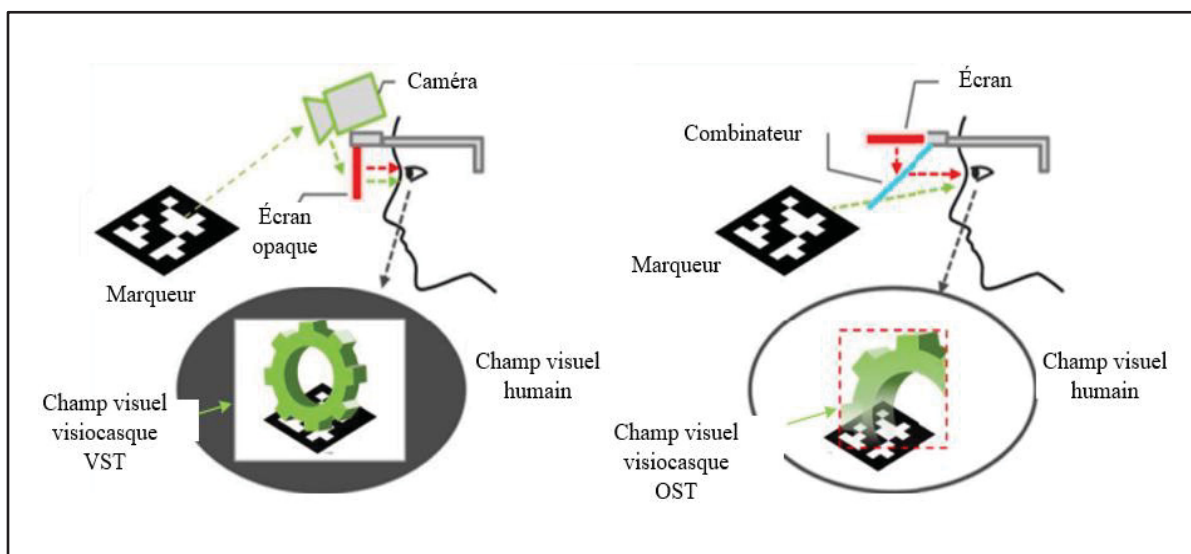 Caméra
Écran
opaque
Marqueur
Champ visuel
humain
Champ visuel
visiocasque
VST
Écran
Combinateur
Marqueur
Champ visuel
humain
Champ visuel
visiocasque
OST